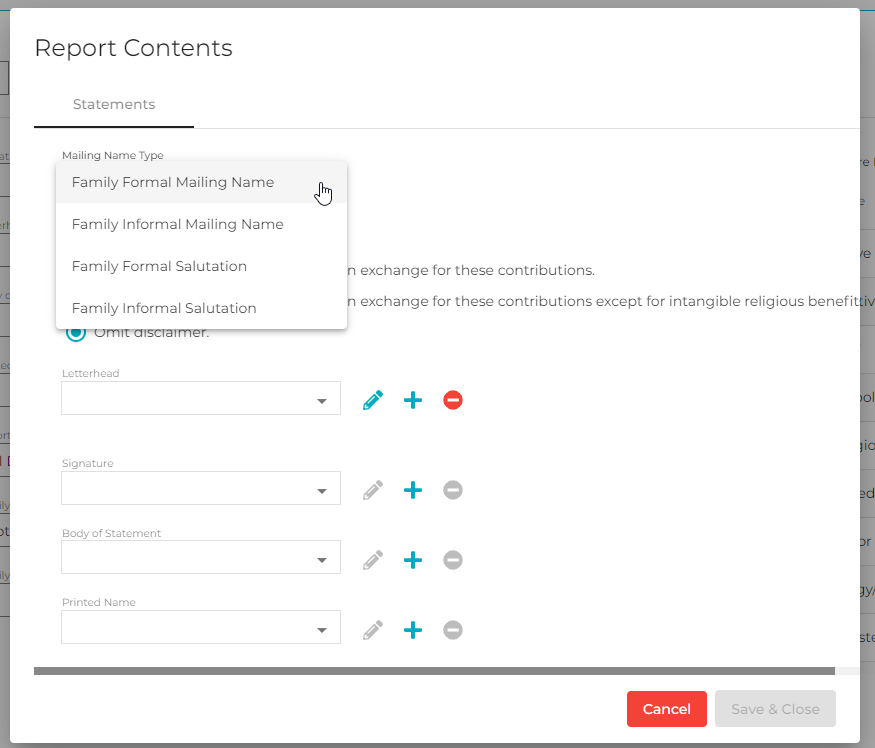 Report Contents
Statements
Mailing Name Type
Family Formal Mailing Name
Family Informal Mailing Name
Family Formal Salutation
Family Informal Salutation
n exchange for these contributions.
n exchange for these contributions except for intangible religious benefittiv
Omit disclaimer.
Letterhead
Signature
Body of Statement
Printed Name
Cancel
Save & Close